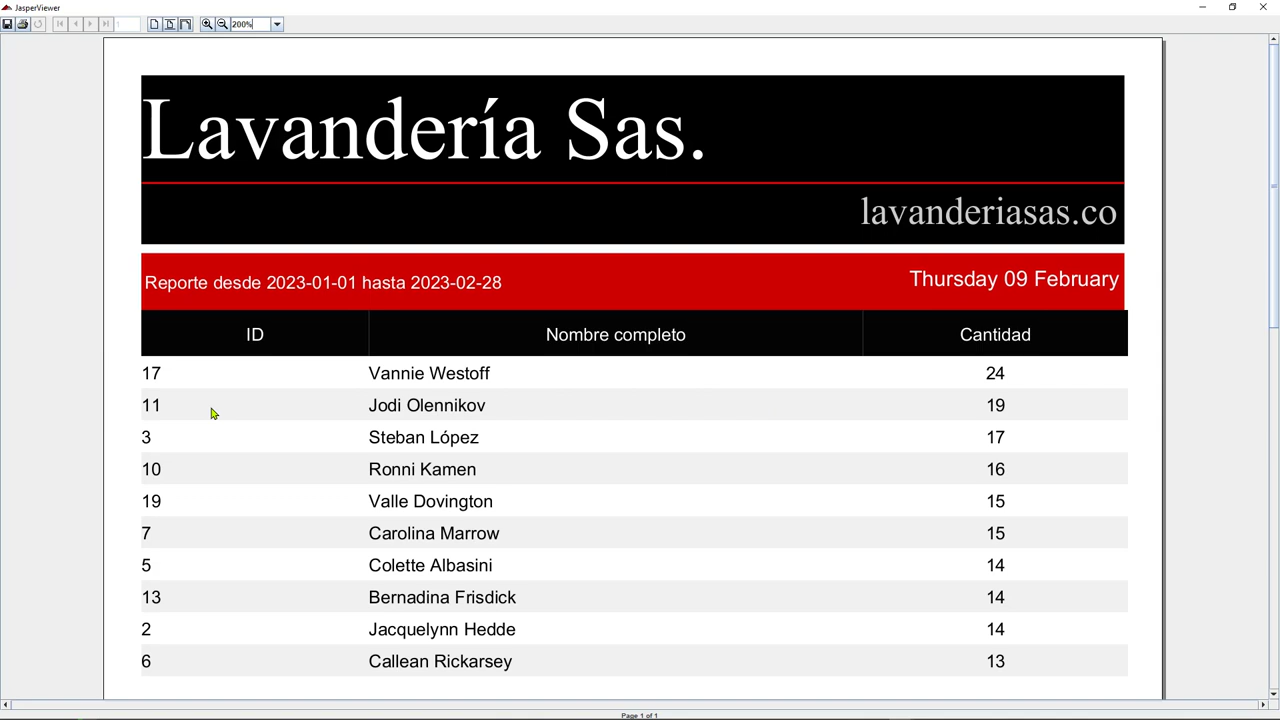 JasperViewer
1
200%
Lavandería Sas.
lavanderiasas.co
Reporte desde 2023-01-01 hasta 2023-02-28
Thursday 09 February
ID Nombre completo Cantidad
17 Vannie Westoff 24
11 Jodi Olennikov 19
3 Steban López 17
10 Ronni Kamen 16
19 Valle Dovington 15
7 Carolina Marrow 15
5 Colette Albasini 14
13 Bernadina Frisdick 14
2 Jacquelynn Hedde 14
6 Callean Rickarsey 13
Page 1 of 1